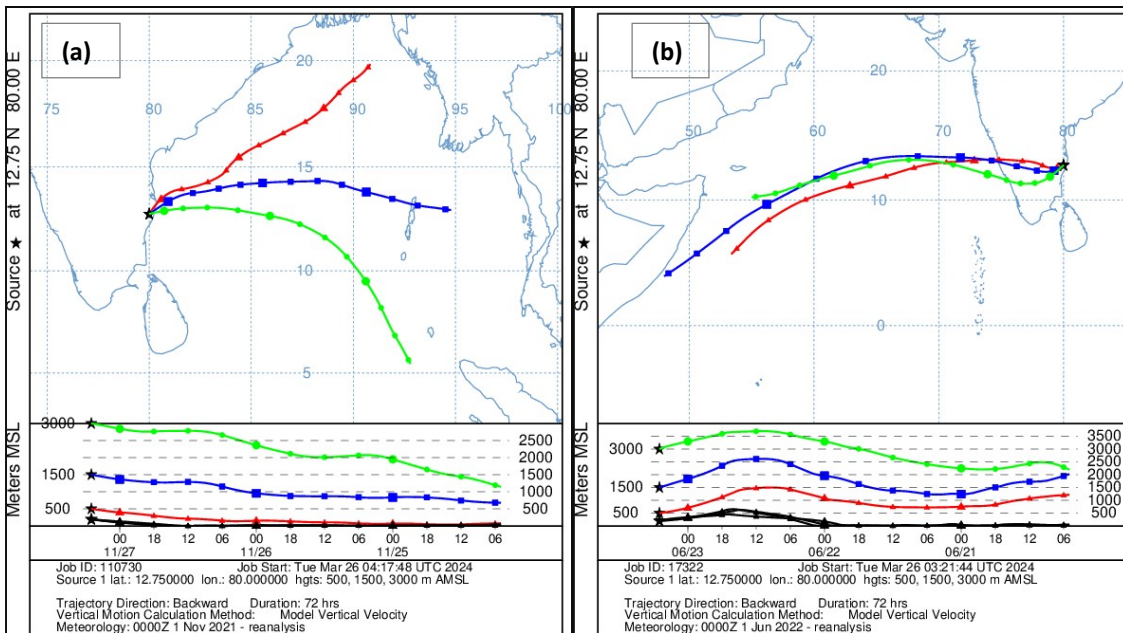 (a)
20
75
80
85
90
95
100
15
10
5
Source ★ at 12.75 N 80.00 E
Meters MSL
3000
1500
500
2500
2000
1500
1000
500
00 18 12 06 00 18 12 06 00 18 12 06
11/27 11/26 11/25
Job ID: 110730 Job Start: Tue Mar 26 04:17:48 UTC 2024
Source 1 lat.: 12.750000 lon.: 80.000000 hgts: 500, 1500, 3000 m AMSL
Trajectory Direction: Backward Duration: 72 hrs
Vertical Motion Calculation Method: Model Vertical Velocity
Meteorology: 0000Z 1 Nov 2021 - reanalysis
(b)
20
50
60
70
80
10
0
Source ★ at 12.75 N 80.00 E
Meters MSL
3000
1500
500
3500
3000
2500
2000
1500
1000
500
00 18 12 06 00 18 12 06 00 18 12 06
06/23 06/22 06/21
Job ID: 17322 Job Start: Tue Mar 26 03:21:44 UTC 2024
Source 1 lat.: 12.750000 lon.: 80.000000 hgts: 500, 1500, 3000 m AMSL
Trajectory Direction: Backward Duration: 72 hrs
Vertical Motion Calculation Method: Model Vertical Velocity
Meteorology: 0000Z 1 Jun 2022 - reanalysis